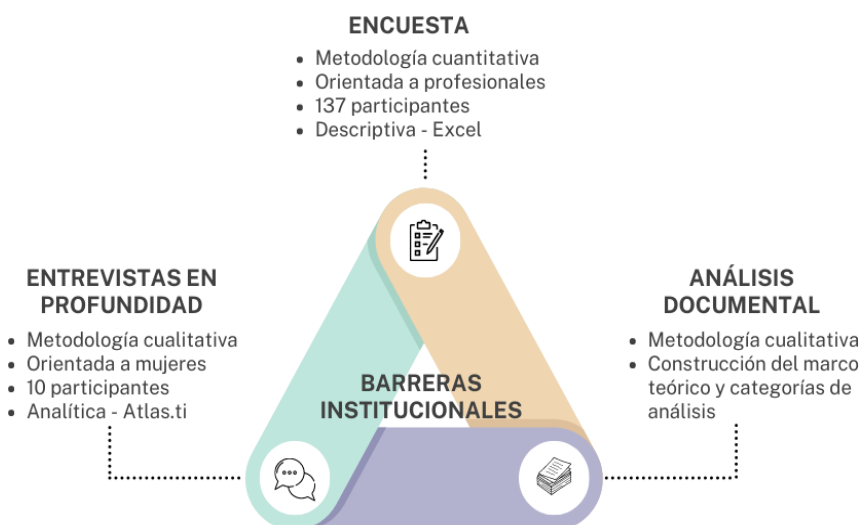 ENCUESTA
• Metodología cuantitativa
• Orientada a profesionales
• 137 participantes
• Descriptiva - Excel
ENTREVISTAS EN
PROFUNDIDAD
• Metodología cualitativa
• Orientada a mujeres
• 10 participantes
• Analítica - Atlas.ti
ANÁLISIS
DOCUMENTAL
• Metodología cualitativa
• Construcción del marco
teórico y categorías de
análisis
BARRERAS
INSTITUCIONALES